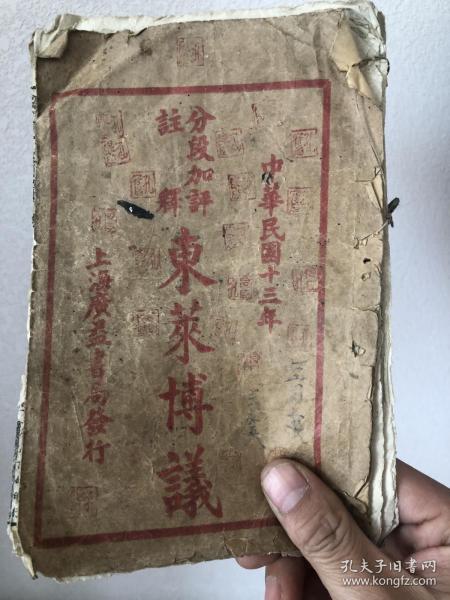 中華民國十三年
分段加評
註釋
東萊博議
上海廣益書局發行
孔夫子旧书网
www.kongfz.com